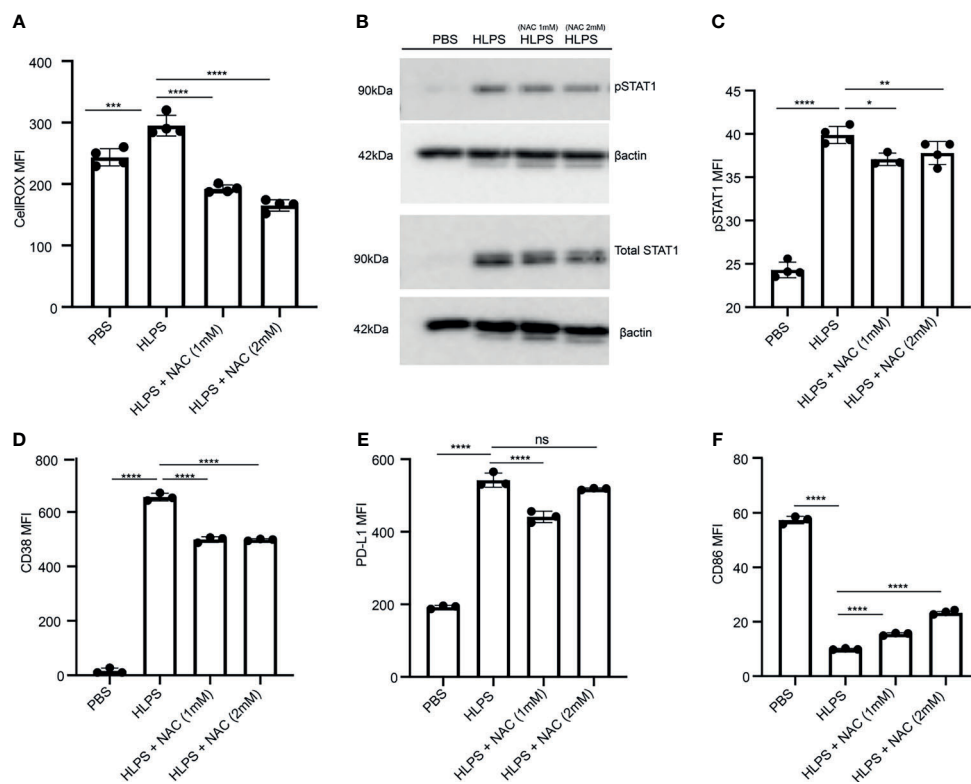 A
CellROX MFI
400
300
200
100
0
***
****
****
PBS
HLPS
HLPS + NAC (1mM)
HLPS + NAC (2mM)
B
PBS HLPS (NAC 1mM) HLPS (NAC 2mM) HLPS
90kDa pSTAT1
42kDa βactin
90kDa Total STAT1
42kDa βactin
C
pSTAT1 MFI
45
40
35
30
25
20
****
**
*
PBS
HLPS
HLPS + NAC (1mM)
HLPS + NAC (2mM)
D
CD38 MFI
800
600
400
200
0
****
****
****
PBS
HLPS
HLPS + NAC (1mM)
HLPS + NAC (2mM)
E
PD-L1 MFI
600
400
200
0
ns
****
****
PBS
HLPS
HLPS + NAC (1mM)
HLPS + NAC (2mM)
F
CD86 MFI
80
60
40
20
0
****
****
****
PBS
HLPS
HLPS + NAC (1mM)
HLPS + NAC (2mM)